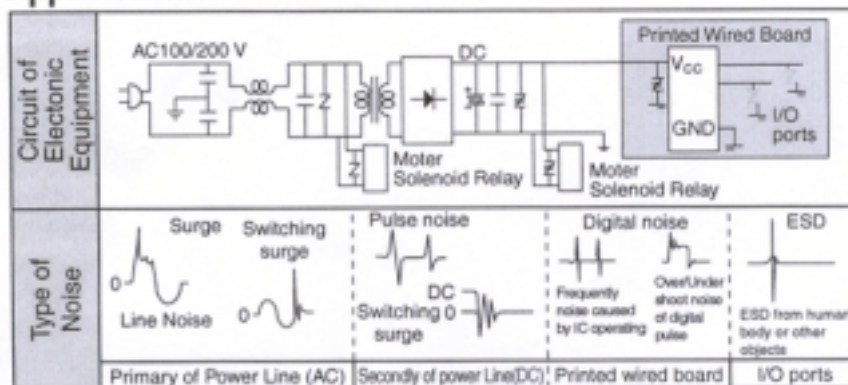 Circuit of
Electonic
Equipment
AC100/200 V
DC
Printed Wired Board
Vcc
GND
I/O
ports
Moter
Solenoid Relay
Moter
Solenoid Relay
Type of
Noise
Surge
0
Line Noise
Switching
surge
0
Pulse noise
DC
Switching 0
surge
Digital noise
Frequently
noise caused
by IC operating
Over/Under
shoot noise
of digital
pulse
ESD
ESD from human
body or other
objects
Primary of Power Line (AC)
Secondly of power Line(DC)
Printed wired board
I/O ports